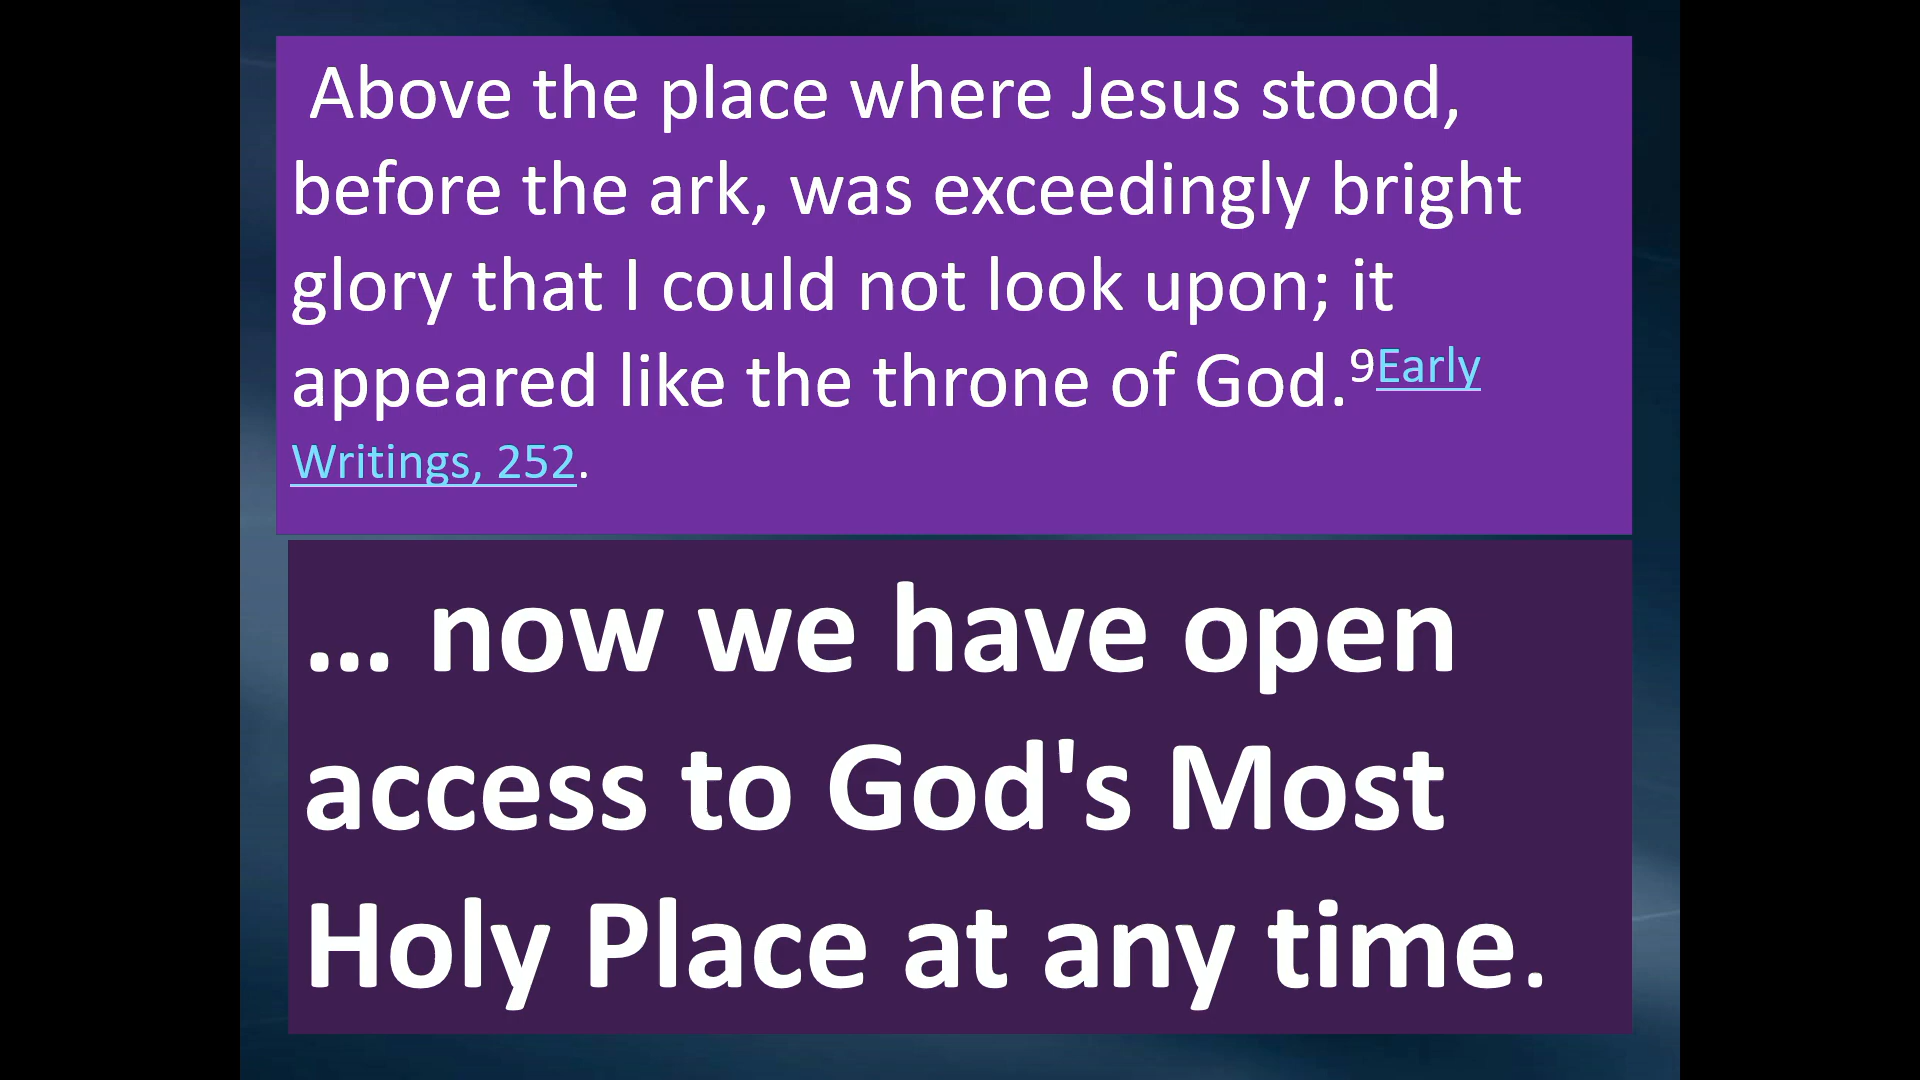 Above the place where Jesus stood,
before the ark, was exceedingly bright
glory that I could not look upon; it
appeared like the throne of God.9Early
Writings, 252.
... now we have open
access to God's Most
Holy Place at any time.